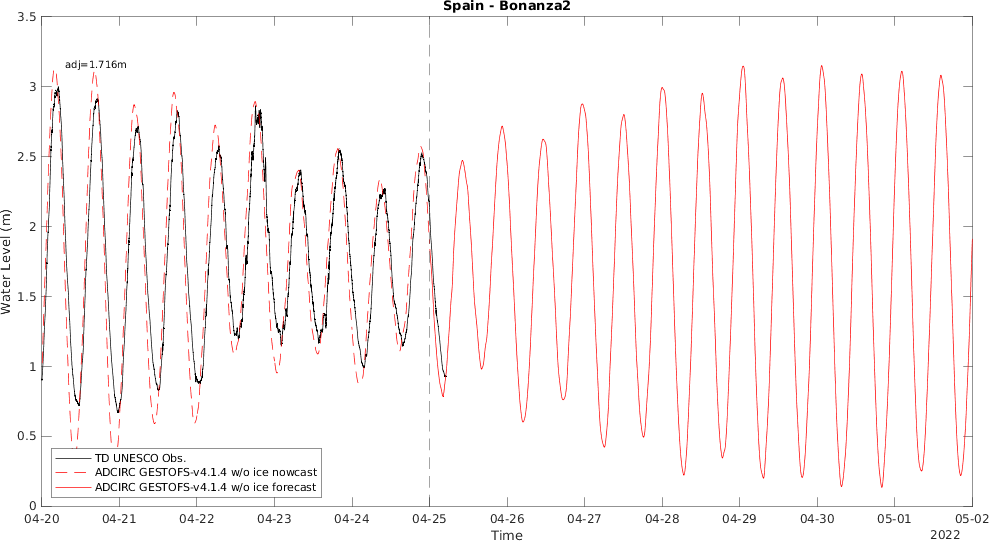 Spain - Bonanza2
adj=1.716m
3.5
3
2.5
2
1.5
1
0.5
0
Water Level (m)
TD UNESCO Obs.
ADCIRC GESTOFS-v4.1.4 w/o ice nowcast
ADCIRC GESTOFS-v4.1.4 w/o ice forecast
04-20 04-21 04-22 04-23 04-24 04-25 04-26 04-27 04-28 04-29 04-30 05-01 05-02
Time
2022